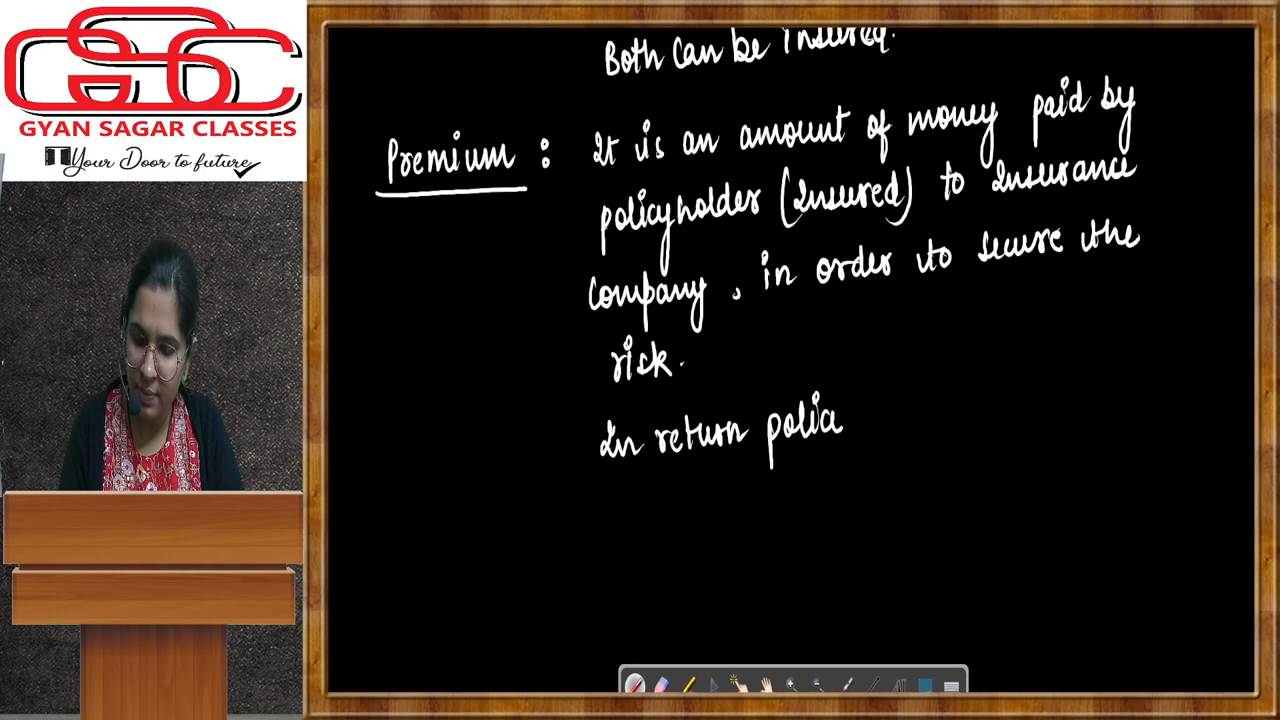 GSC
GYAN SAGAR CLASSES
Your Door to future
Both Can be Insured.
Premium : It is an amount of money paid by
policyholder (Insured) to Insurance
company, in order to secure the
risk.
In return polic